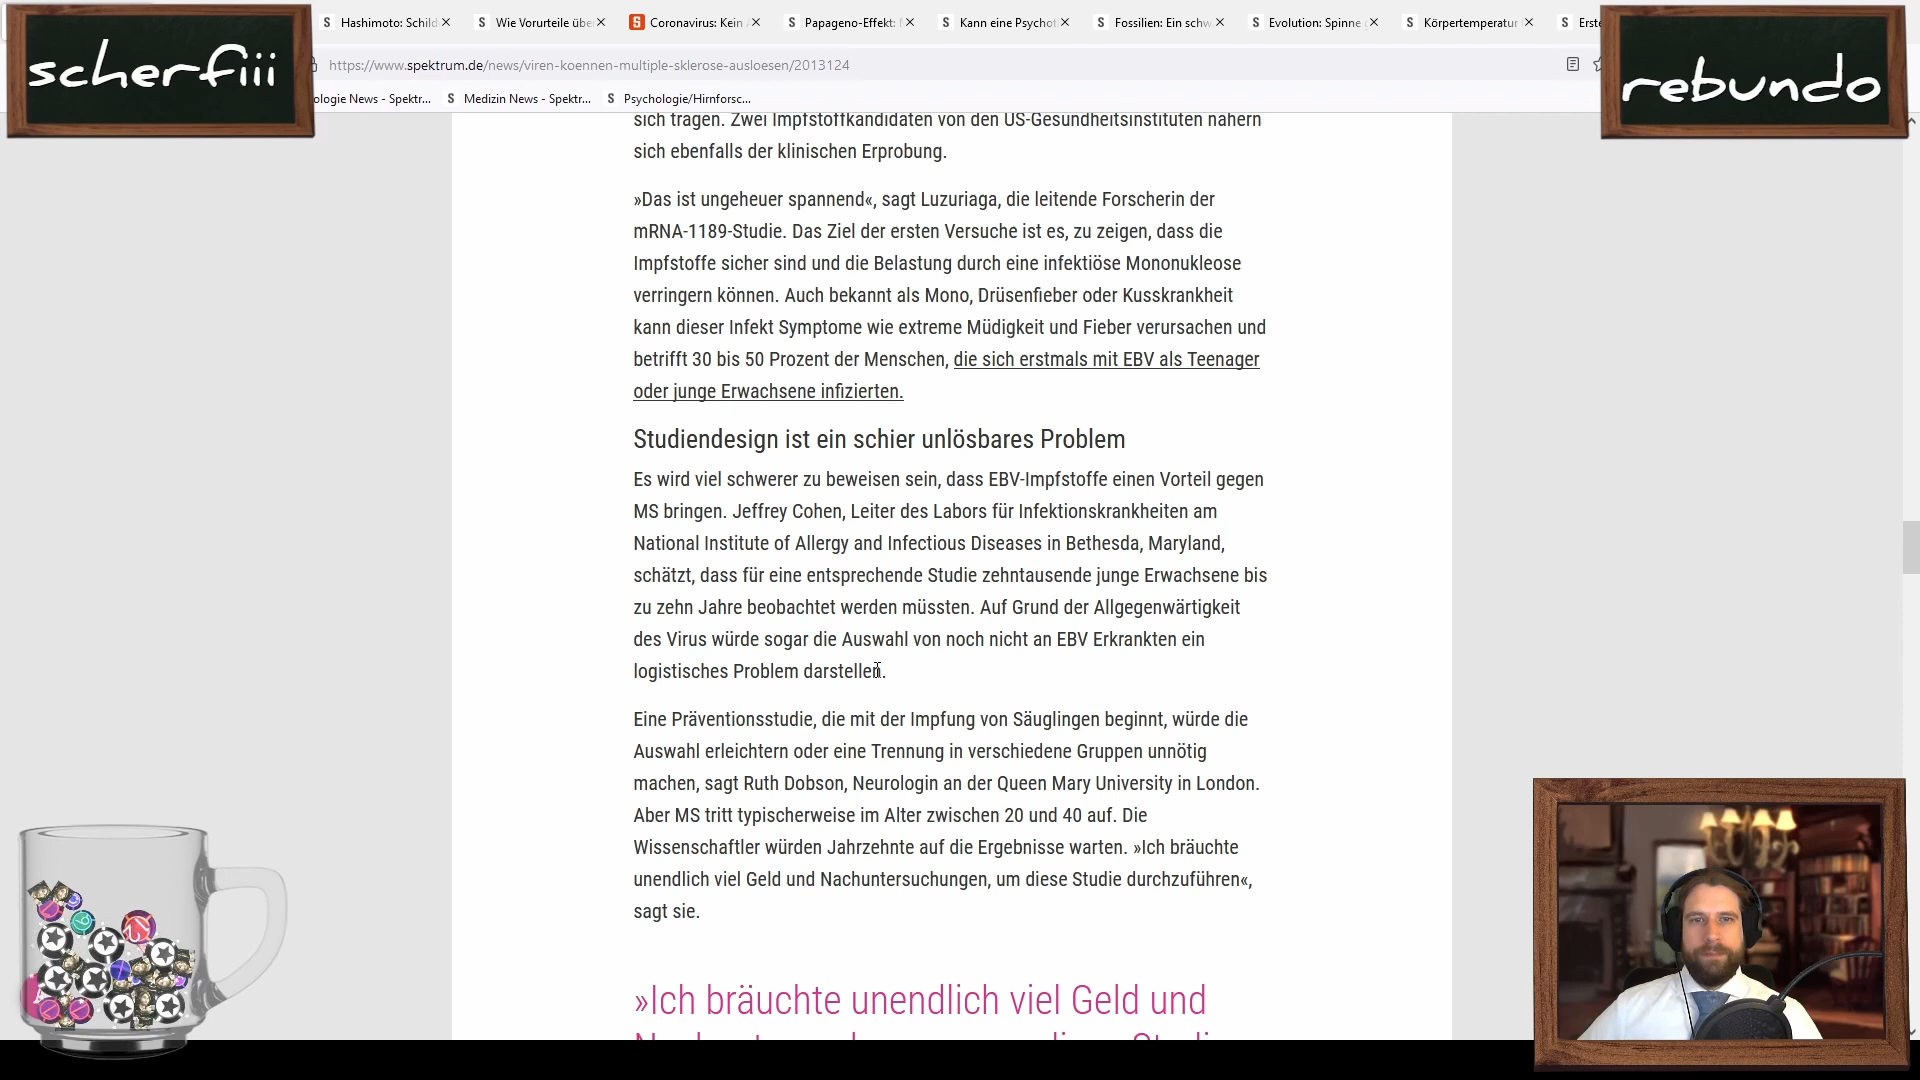 scherfiii
Hashimoto: Schild
Wie Vorurteile übe
Coronavirus: Kein
Papageno-Effekt:
Kann eine Psychot
Fossilien: Ein schw
Evolution: Spinne
Körpertemperatur
Erste
rebundo
https://www.spektrum.de/news/viren-koennen-multiple-sklerose-ausloesen/2013124
ologie News - Spektr...
Medizin News - Spektr...
Psychologie/Hirnforsc...
sich tragen. Zwei Impfstoffkandidaten von den US-Gesundheitsinstituten nähern
sich ebenfalls der klinischen Erprobung.
»Das ist ungeheuer spannend«, sagt Luzuriaga, die leitende Forscherin der
mRNA-1189-Studie. Das Ziel der ersten Versuche ist es, zu zeigen, dass die
Impfstoffe sicher sind und die Belastung durch eine infektiöse Mononukleose
verringern können. Auch bekannt als Mono, Drüsenfieber oder Kusskrankheit
kann dieser Infekt Symptome wie extreme Müdigkeit und Fieber verursachen und
betrifft 30 bis 50 Prozent der Menschen, die sich erstmals mit EBV als Teenager
oder junge Erwachsene infizierten.
Studiendesign ist ein schier unlösbares Problem
Es wird viel schwerer zu beweisen sein, dass EBV-Impfstoffe einen Vorteil gegen
MS bringen. Jeffrey Cohen, Leiter des Labors für Infektionskrankheiten am
National Institute of Allergy and Infectious Diseases in Bethesda, Maryland,
schätzt, dass für eine entsprechende Studie zehntausende junge Erwachsene bis
zu zehn Jahre beobachtet werden müssten. Auf Grund der Allgegenwärtigkeit
des Virus würde sogar die Auswahl von noch nicht an EBV Erkrankten ein
logistisches Problem darstellen.
Eine Präventionsstudie, die mit der Impfung von Säuglingen beginnt, würde die
Auswahl erleichtern oder eine Trennung in verschiedene Gruppen unnötig
machen, sagt Ruth Dobson, Neurologin an der Queen Mary University in London.
Aber MS tritt typischerweise im Alter zwischen 20 und 40 auf. Die
Wissenschaftler würden Jahrzehnte auf die Ergebnisse warten. »Ich bräuchte
unendlich viel Geld und Nachuntersuchungen, um diese Studie durchzuführen«,
sagt sie.
»Ich bräuchte unendlich viel Geld und